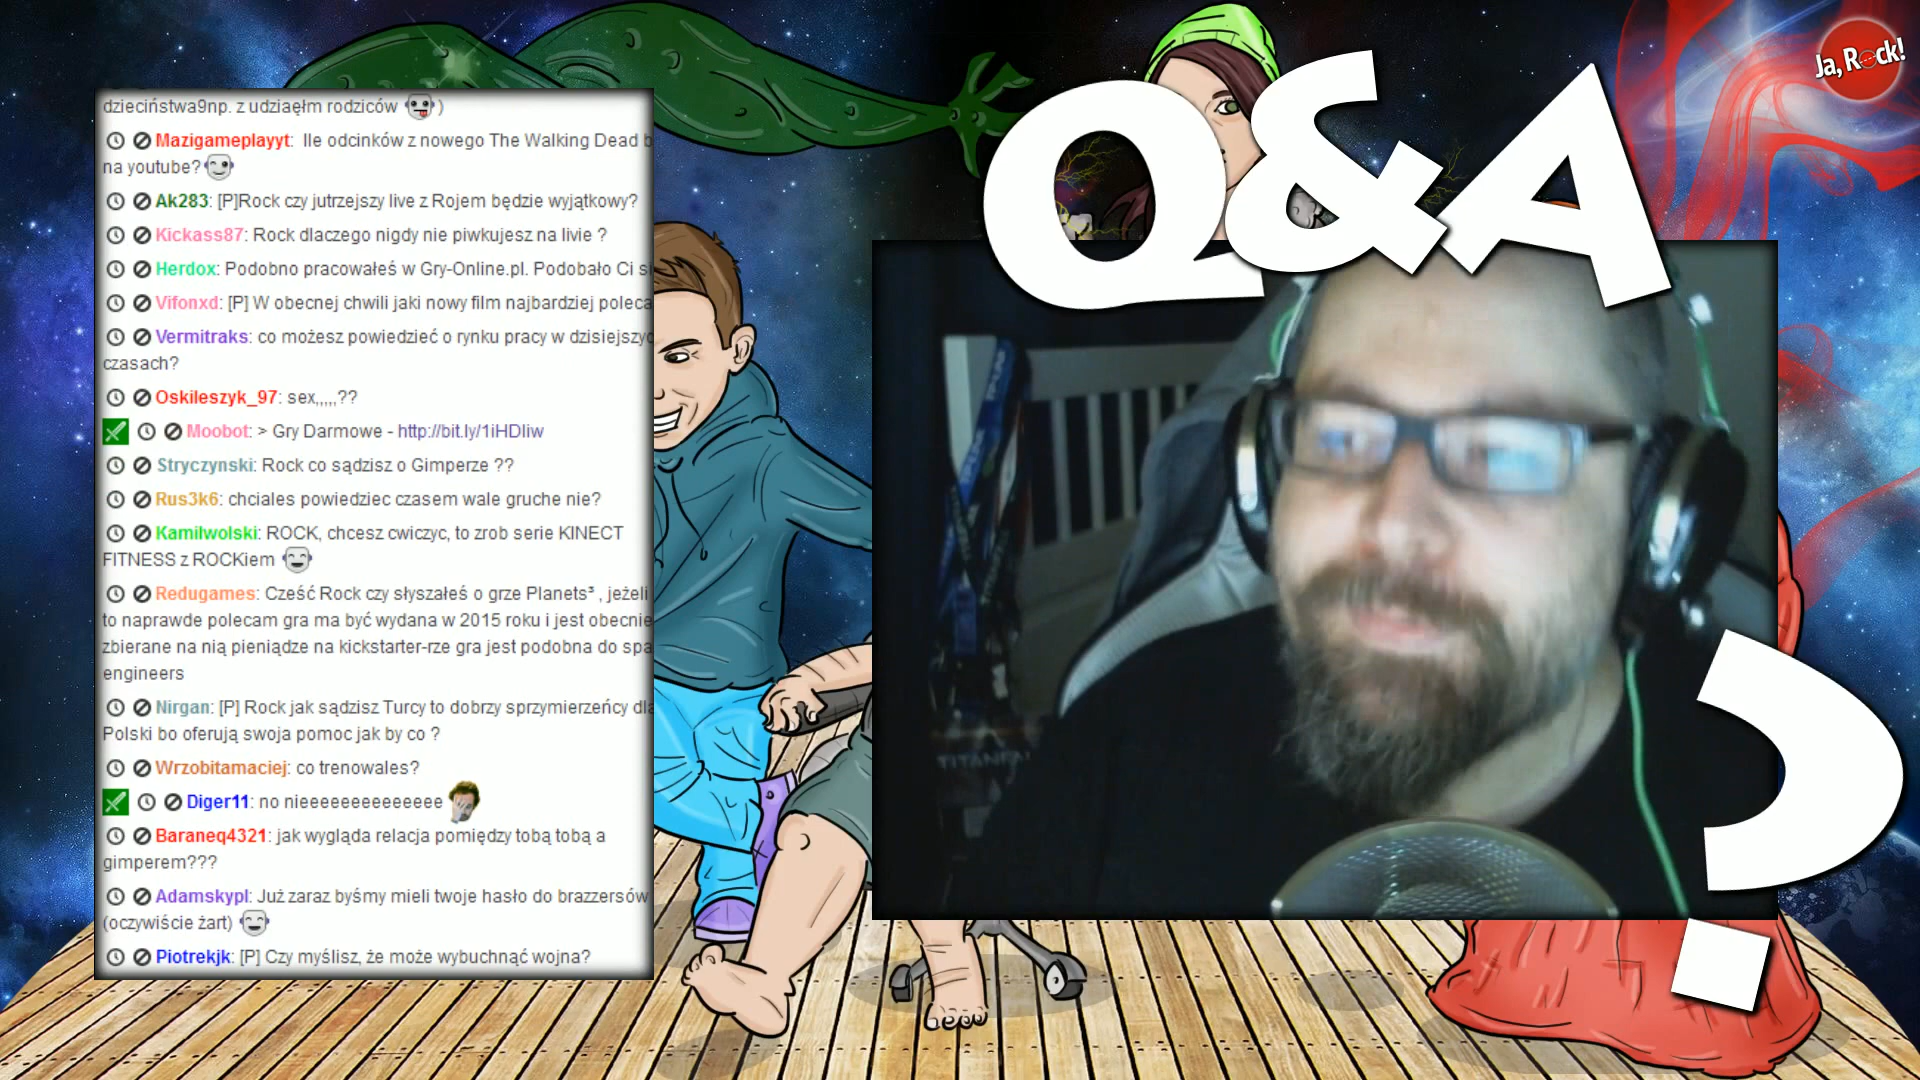 dzieciństwa9np. z udziaęłm rodziców )
Mazigameplayyt: Ile odcinków z nowego The Walking Dead b
na youtube?
Ak283: [P]Rock czy jutrzejszy live z Rojem będzie wyjątkowy?
Kickass87: Rock dlaczego nigdy nie piwkujesz na livie ?
Herdox: Podobno pracowałeś w Gry-Online.pl. Podobało Ci s
Vifonxd: [P] W obecnej chwili jaki nowy film najbardziej poleca
Vermitraks: co możesz powiedzieć o rynku pracy w dzisiejszyc
czasach?
Oskileszyk_97: sex,,,,,??
Moobot: > Gry Darmowe - http://bit.ly/1iHDliw
Stryczynski: Rock co sądzisz o Gimperze ??
Rus3k6: chciales powiedziec czasem wale gruche nie?
Kamilwolski: ROCK, chcesz cwiczyc, to zrob serie KINECT
FITNESS z ROCKiem
Redugames: Cześć Rock czy słyszałeś o grze Planets³ , jeżeli
to naprawde polecam gra ma być wydana w 2015 roku i jest obecnie
zbierane na nią pieniądze na kickstarter-rze gra jest podobna do spa
engineers
Nirgan: [P] Rock jak sądzisz Turcy to dobrzy sprzymierzeńcy dla
Polski bo oferują swoja pomoc jak by co ?
Wrzobitamaciej: co trenowales?
Diger11: no nieeeeeeeeeeeeee
Baraneq4321: jak wygląda relacja pomiędzy tobą tobą a
gimperem???
Adamskypl: Już zaraz byśmy mieli twoje hasło do brazzersów
(oczywiście żart)
Piotrekjk: [P] Czy myślisz, że może wybuchnąć wojna?
Q&A
?
Ja, Rock!
TITANFALL